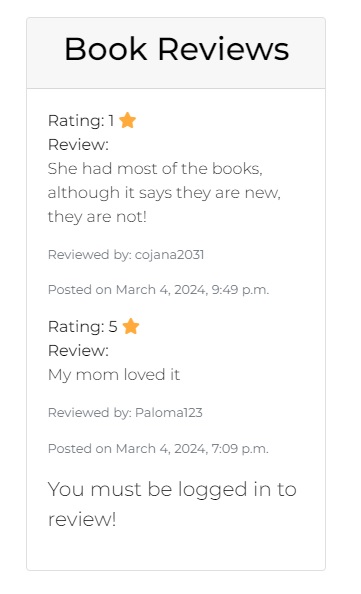 Book Reviews
Rating: 1
Review:
She had most of the books,
although it says they are new,
they are not!
Reviewed by: cojana2031
Posted on March 4, 2024, 9:49 p.m.
Rating: 5
Review:
My mom loved it
Reviewed by: Paloma123
Posted on March 4, 2024, 7:09 p.m.
You must be logged in to
review!